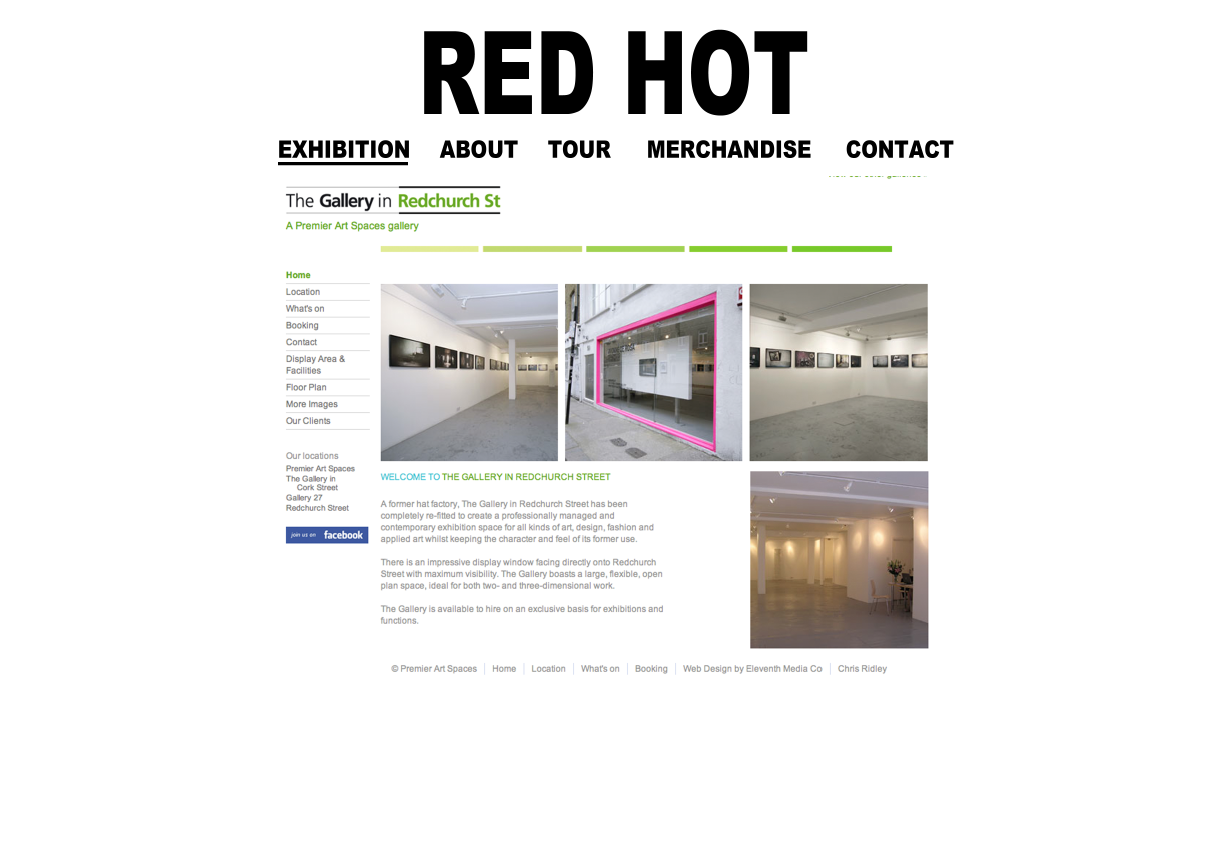 RED HOT
EXHIBITION ABOUT TOUR MERCHANDISE CONTACT
The Gallery in Redchurch St
A Premier Art Spaces gallery
Home
Location
What's on
Booking
Contact
Display Area &
Facilities
Floor Plan
More Images
Our Clients
Our locations
Premier Art Spaces
The Gallery in
Cork Street
Gallery 27
Redchurch Street
join us on facebook
WELCOME TO THE GALLERY IN REDCHURCH STREET
A former hat factory, The Gallery in Redchurch Street has been
completely re-fitted to create a professionally managed and
contemporary exhibition space for all kinds of art, design, fashion and
applied art whilst keeping the character and feel of its former use.
There is an impressive display window facing directly onto Redchurch
Street with maximum visibility. The Gallery boasts a large, flexible, open
plan space, ideal for both two- and three-dimensional work.
The Gallery is available to hire on an exclusive basis for exhibitions and
functions.
© Premier Art Spaces Home Location What's on Booking Web Design by Eleventh Media Co Chris Ridley